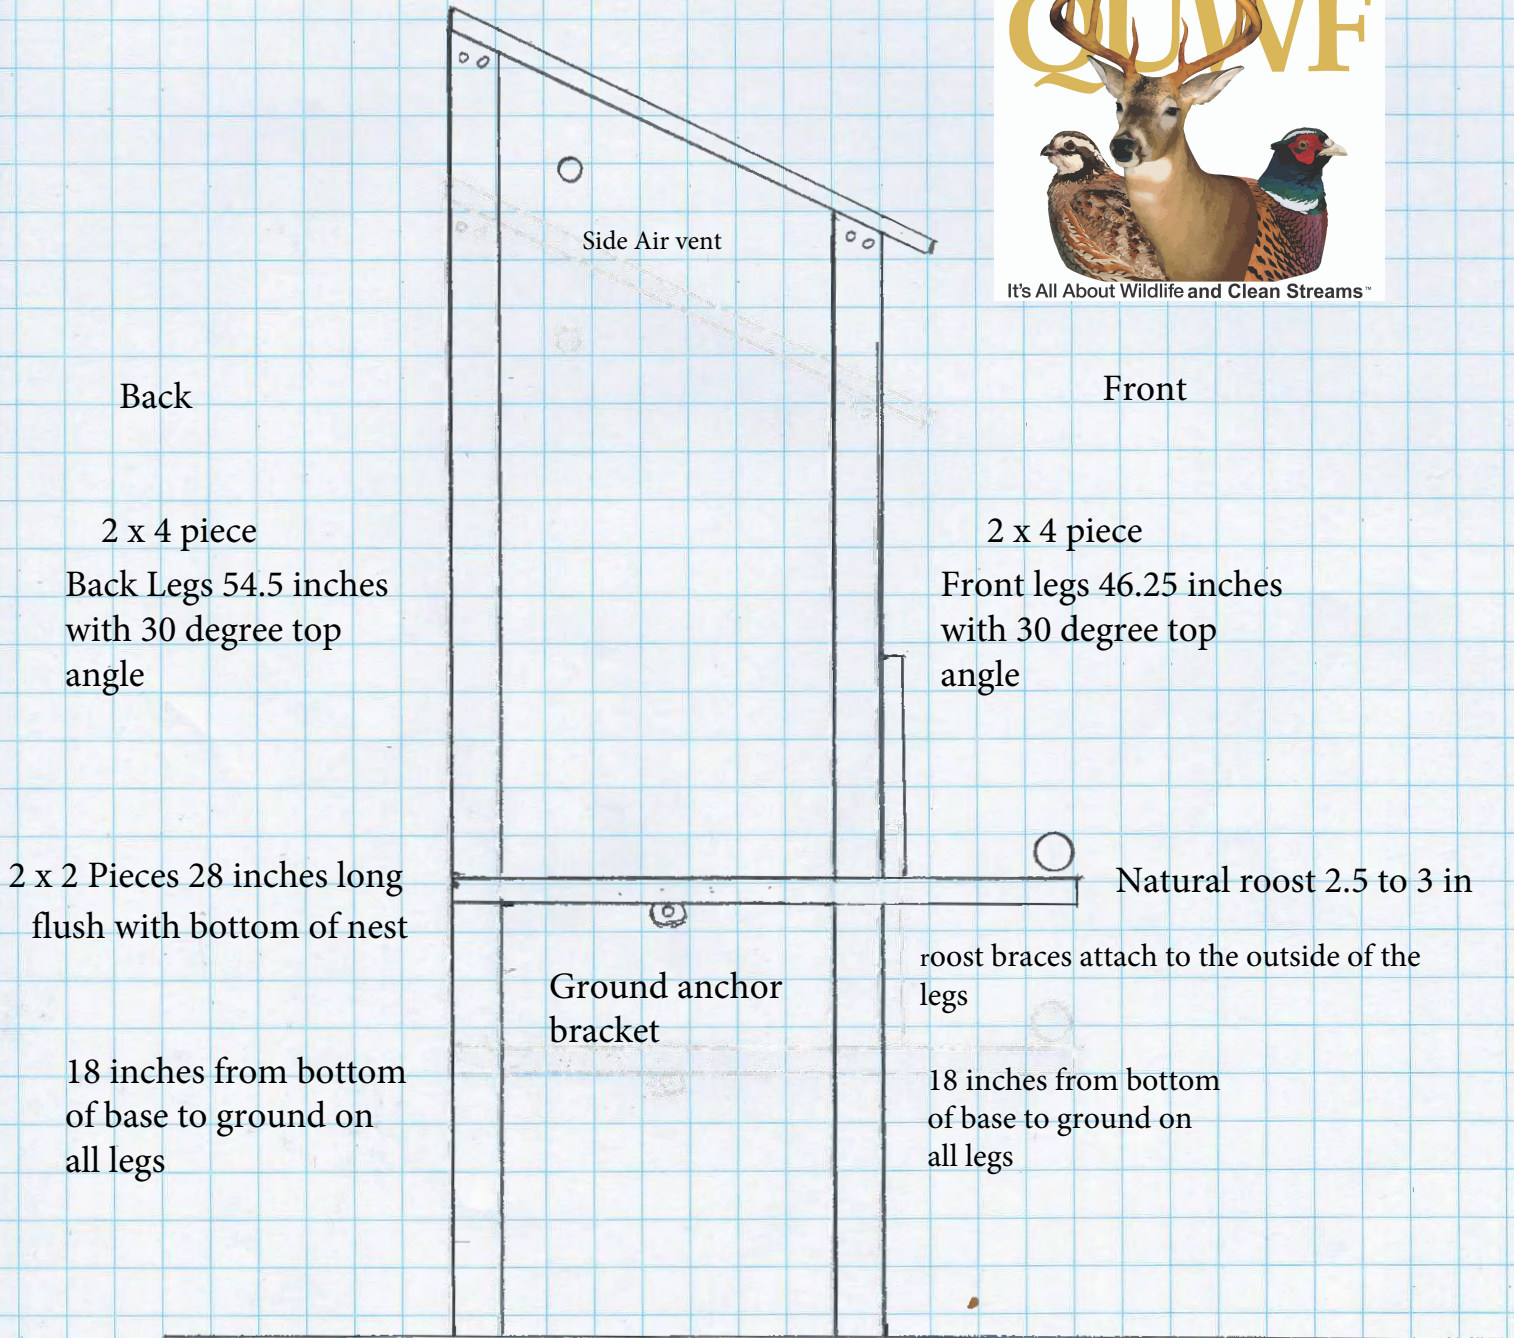 QUWF
It's All About Wildlife and Clean Streams™
Side Air vent
Back
Front
2 x 4 piece
Back Legs 54.5 inches
with 30 degree top
angle
2 x 4 piece
Front legs 46.25 inches
with 30 degree top
angle
2 x 2 Pieces 28 inches long
flush with bottom of nest
Natural roost 2.5 to 3 in
roost braces attach to the outside of the
legs
Ground anchor
bracket
18 inches from bottom
of base to ground on
all legs
18 inches from bottom
of base to ground on
all legs